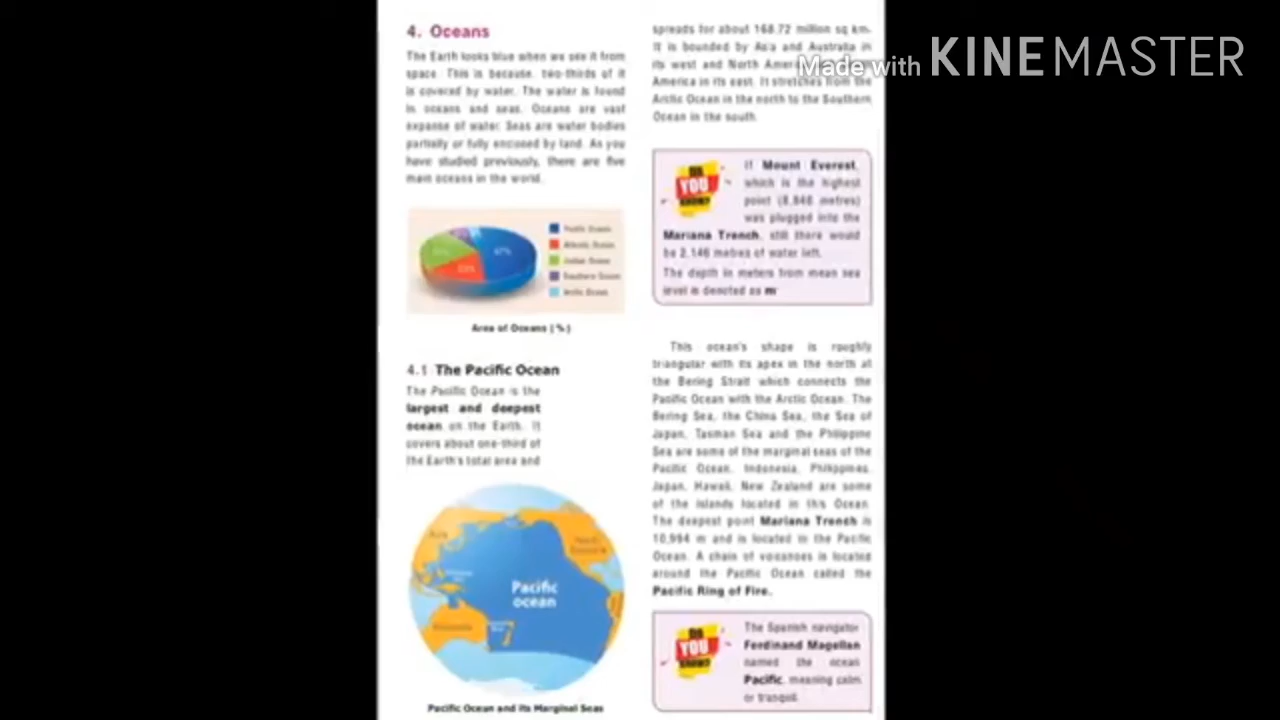 4. Oceans
The Earth looks blue when we see it from
space. This is because, two-thirds of it
is covered by water. The water is found
in oceans and seas. Oceans are vast
expanse of water. Seas are water bodies
partially or fully enclosed by land. As you
have studied previously, there are five
main oceans in the world.
67%
Pacific Ocean
Atlantic Ocean
Indian Ocean
Southern Ocean
Arctic Ocean
Area of Oceans (%)
4.1 The Pacific Ocean
The Pacific Ocean is the
largest and deepest
ocean on the Earth. It
covers about one-third of
the Earth's total area and
Asia
North
America
Pacific
ocean
Australia
Pacific Ocean and its Marginal Seas
spreads for about 168.72 million sq km.
It is bounded by Asia and Australia in
its west and North America
America in its east. It stretches from the
Arctic Ocean in the north to the Southern
Ocean in the south.
Made with KINEMASTER
DO
YOU
KNOW?
If Mount Everest,
which is the highest
point (8,848 metres)
was plugged into the
Mariana Trench, still there would
be 2,146 metres of water left.
The depth in meters from mean sea
level is denoted as m
This ocean's shape is roughly
triangular with its apex in the north at
the Bering Strait which connects the
Pacific Ocean with the Arctic Ocean. The
Bering Sea, the China Sea, the Sea of
Japan, Tasman Sea and the Philippine
Sea are some of the marginal seas of the
Pacific Ocean. Indonesia, Philippines,
Japan, Hawaii, New Zealand are some
of the islands located in this Ocean.
The deepest point Mariana Trench is
10,994 m and is located in the Pacific
Ocean. A chain of volcanoes is located
around the Pacific Ocean called the
Pacific Ring of Fire.
DO
YOU
KNOW?
The Spanish navigator
Ferdinand Magellan
named the ocean
Pacific, meaning calm
or tranquil.